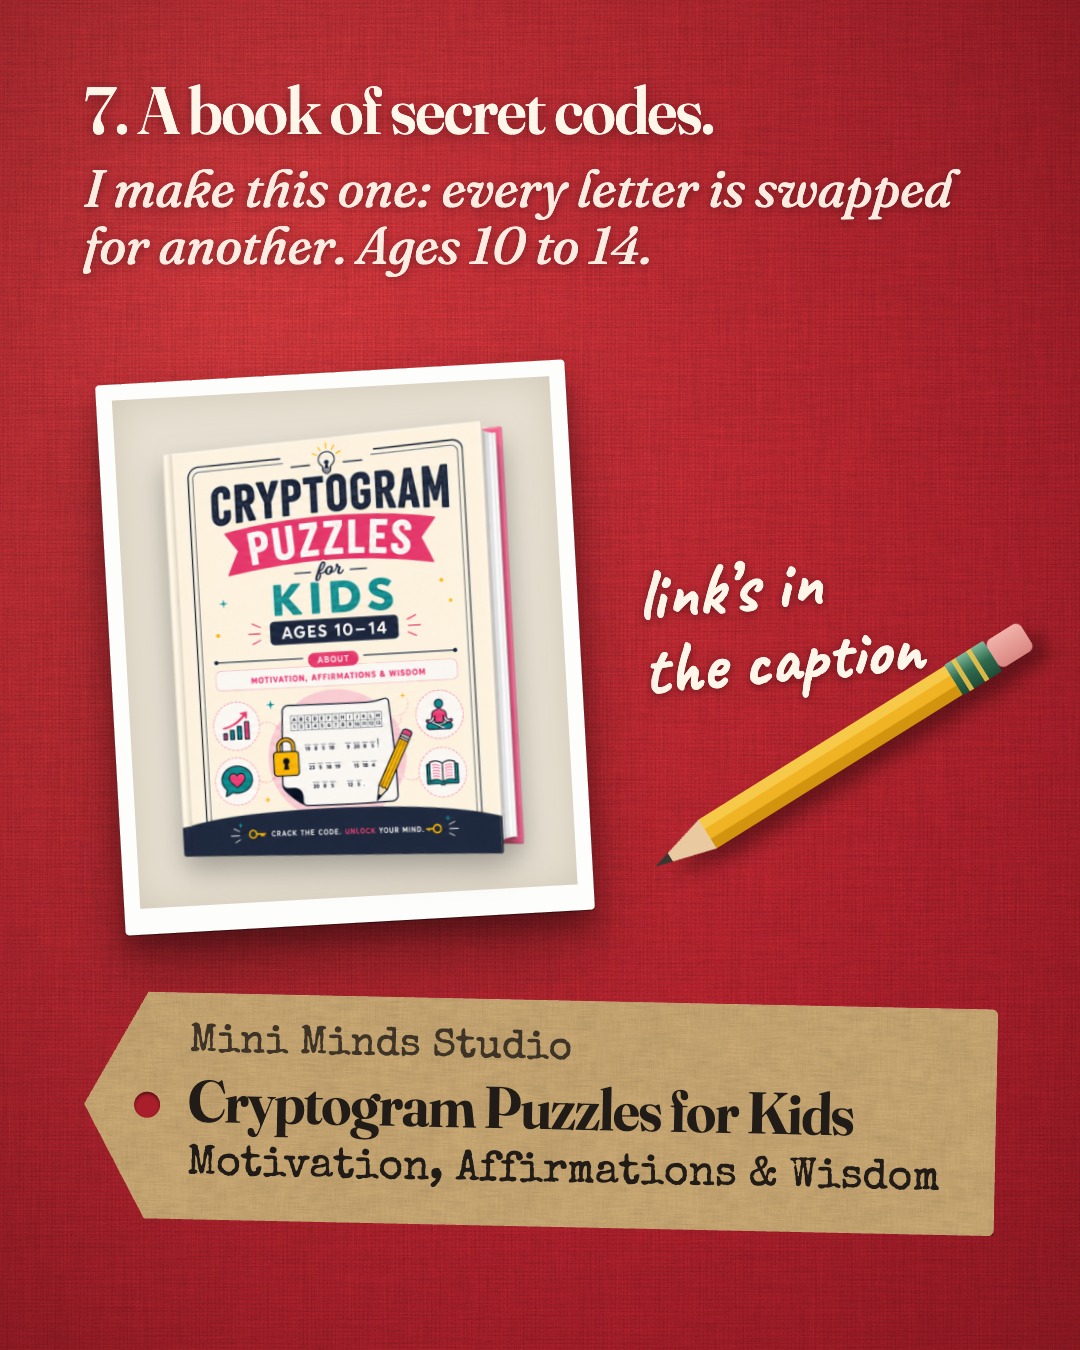 7. A book of secret codes.
I make this one: every letter is swapped
for another. Ages 10 to 14.
CRYPTOGRAM
PUZZLES
for
KIDS
AGES 10–14
ABOUT
MOTIVATION, AFFIRMATIONS & WISDOM
CRACK THE CODE. UNLOCK YOUR MIND.
link's in
the caption
Mini Minds Studio
Cryptogram Puzzles for Kids
Motivation, Affirmations & Wisdom